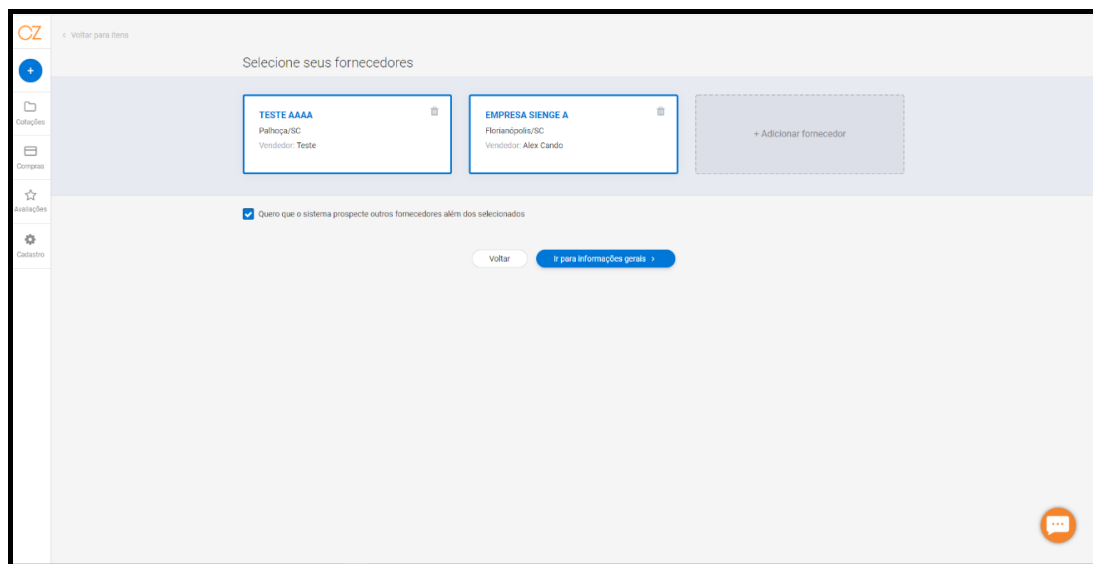 CZ
< Voltar para itens
Selecione seus fornecedores
+
Cotações
Compras
Avaliações
Cadastro
TESTE AAAA
Palhoça/SC
Vendedor: Teste
EMPRESA SIENGE A
Florianópolis/SC
Vendedor: Alex Cando
+ Adicionar fornecedor
Quero que o sistema prospecte outros fornecedores além dos selecionados
Voltar
Ir para informações gerais >